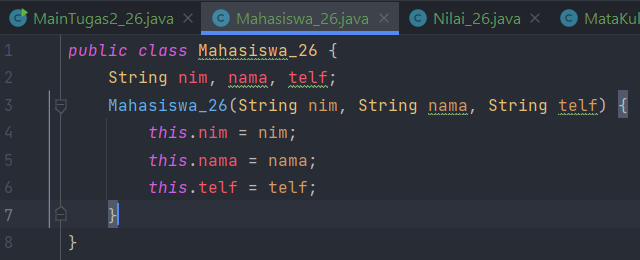 MainTugas2_26.java Mahasiswa_26.java Nilai_26.java MataKul
1 public class Mahasiswa_26 {
2 String nim, nama, telf;
3 Mahasiswa_26(String nim, String nama, String telf) {
4 this.nim = nim;
5 this.nama = nama;
6 this.telf = telf;
7 }
8 }